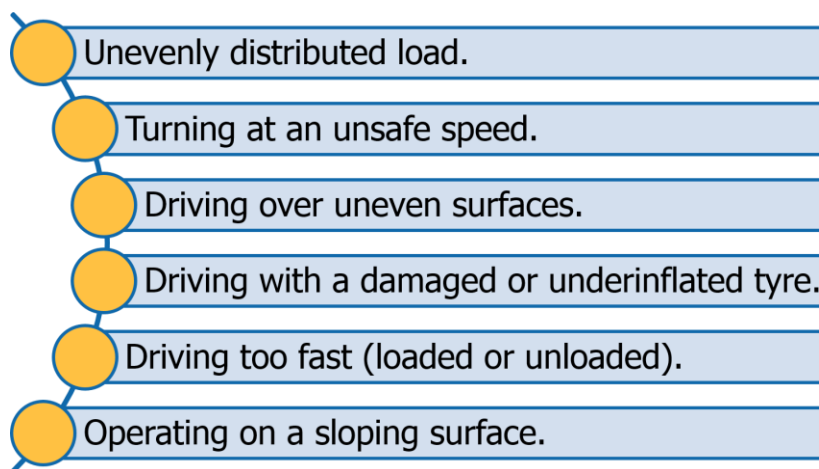 Unevenly distributed load.
Turning at an unsafe speed.
Driving over uneven surfaces.
Driving with a damaged or underinflated tyre.
Driving too fast (loaded or unloaded).
Operating on a sloping surface.